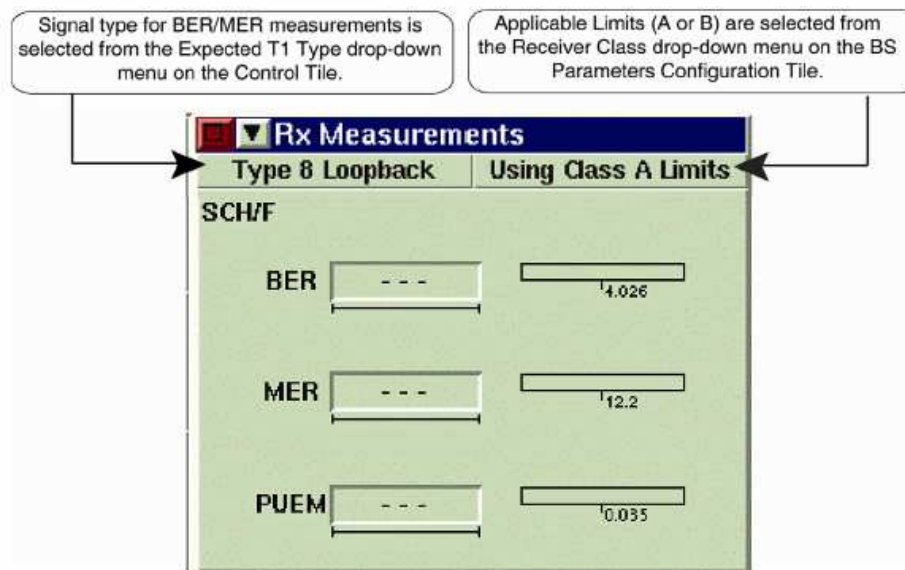 Signal type for BER/MER measurements is
selected from the Expected T1 Type drop-down
menu on the Control Tile.
Applicable Limits (A or B) are selected from
the Receiver Class drop-down menu on the BS
Parameters Configuration Tile.
Rx Measurements
Type 8 Loopback
Using Class A Limits
SCH/F
BER - - -
4.026
MER - - -
12.2
PUEM - - -
0.035